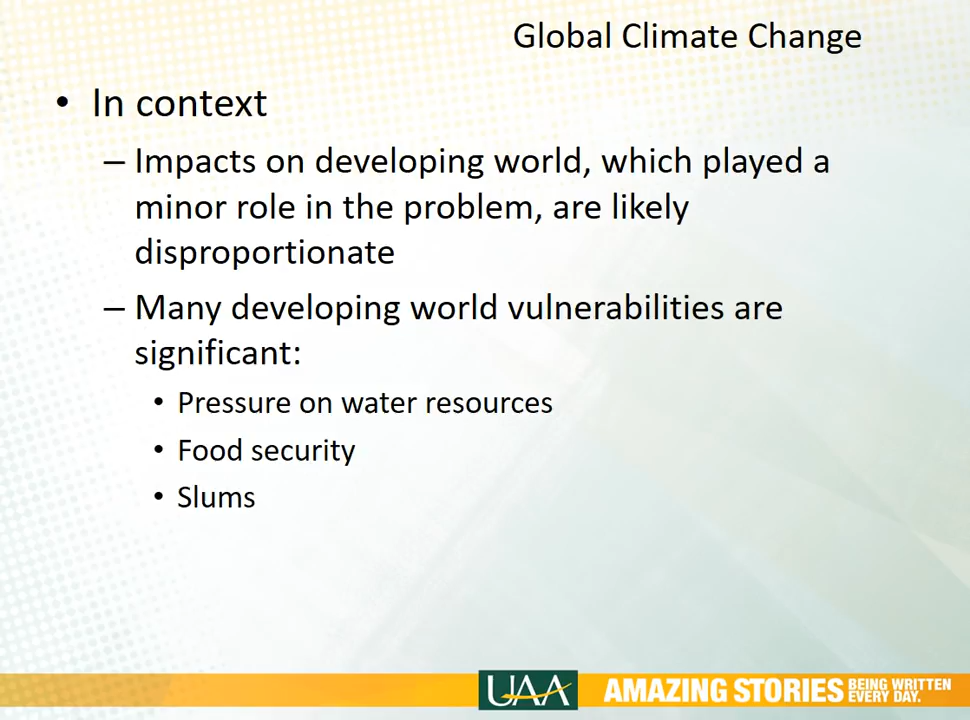 Global Climate Change
• In context
– Impacts on developing world, which played a
minor role in the problem, are likely
disproportionate
– Many developing world vulnerabilities are
significant:
• Pressure on water resources
• Food security
• Slums
UAA AMAZING STORIES BEING WRITTEN
EVERY DAY.